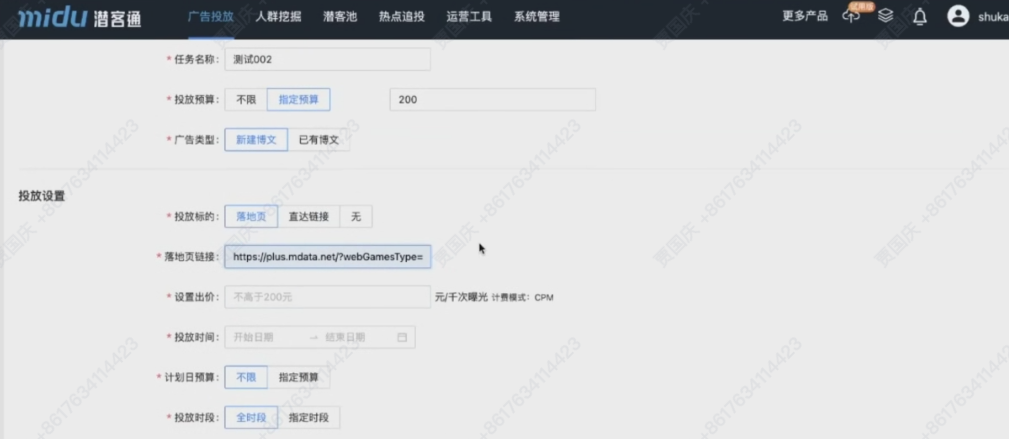 midu 潜客通 广告投放 人群挖掘 潜客池 热点追投 运营工具 系统管理 更多产品 shuka
* 任务名称: 测试002
* 投放预算: 不限 指定预算 200
* 广告类型: 新建博文 已有博文
投放设置
* 投放标的: 落地页 直达链接 无
* 落地页链接: https://plus.mdata.net/?webGamesType=
* 设置出价: 不高于200元 元/千次曝光 计费模式: CPM
* 投放时间: 开始日期 → 结束日期
* 计划日预算: 不限 指定预算
* 投放时段: 全时段 指定时段
贾国庆 +8617634114423